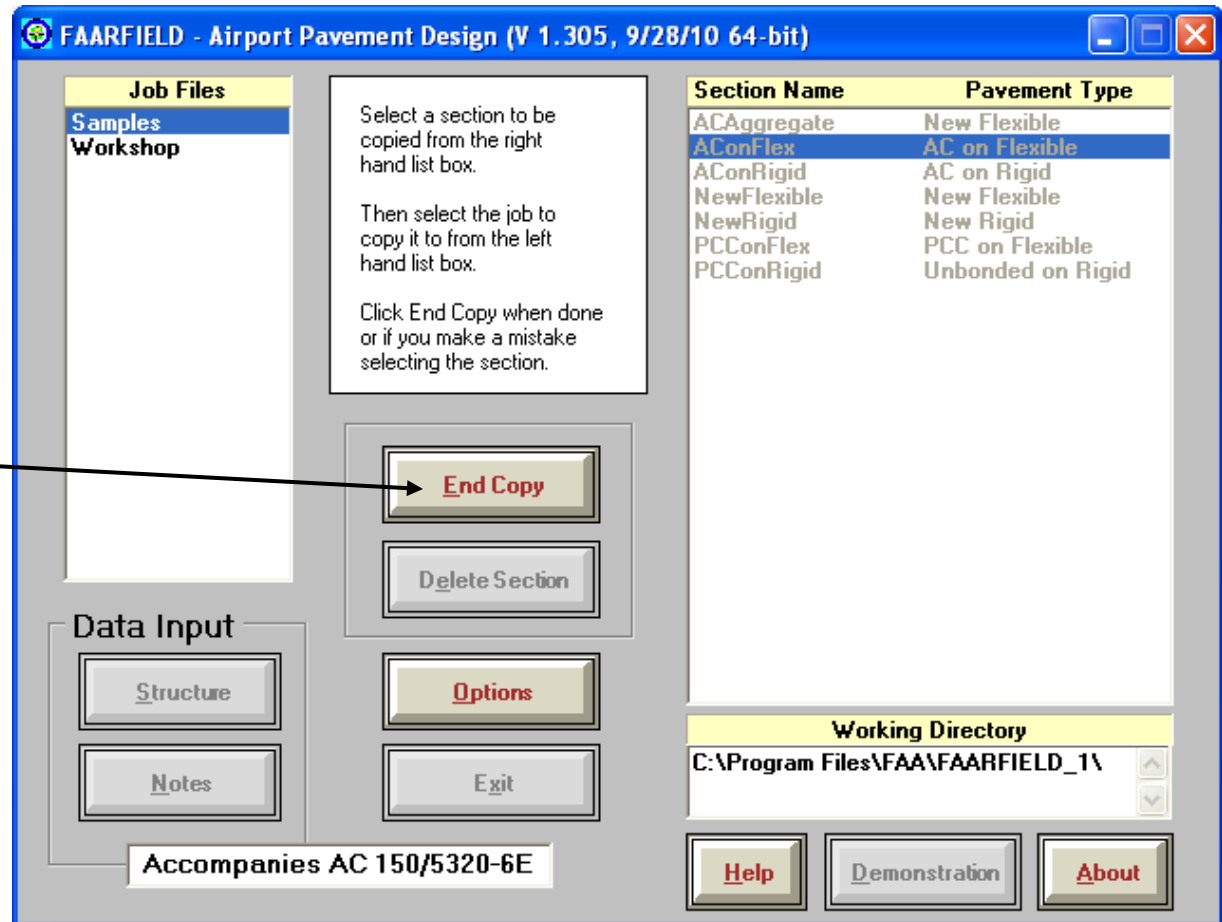 FAARFIELD - Airport Pavement Design (V 1.305, 9/28/10 64-bit)
Job Files
Samples
Workshop
Select a section to be
copied from the right
hand list box.
Then select the job to
copy it to from the left
hand list box.
Click End Copy when done
or if you make a mistake
selecting the section.
Section Name Pavement Type
ACAggregate New Flexible
AConFlex AC on Flexible
AConRigid AC on Rigid
NewFlexible New Flexible
NewRigid New Rigid
PCConFlex PCC on Flexible
PCConRigid Unbonded on Rigid
End Copy
Delete Section
Data Input
Structure
Notes
Options
Exit
Working Directory
C:\Program Files\FAA\FAARFIELD_1\
Accompanies AC 150/5320-6E
Help
Demonstration
About